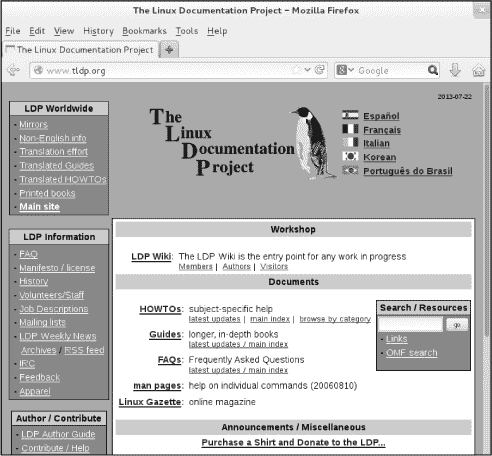 The Linux Documentation Project - Mozilla Firefox
File Edit View History Bookmarks Tools Help
The Linux Documentation Project
www.tldp.org
Google
2013-07-22
LDP Worldwide
- Mirrors
- Non-English info
- Translation effort
- Translated Guides
- Translated HOWTOs
- Printed books
- Main site
The
Linux
Documentation
Project
Español
Français
Italian
Korean
Português do Brasil
LDP Information
- FAQ
- Manifesto / license
- History
- Volunteers/Staff
- Job Descriptions
- Mailing lists
- LDP Weekly News
Archives / RSS feed
- IRC
- Feedback
- Apparel
Author / Contribute
- LDP Author Guide
- Contribute / Help
Workshop
LDP Wiki: The LDP Wiki is the entry point for any work in progress
Members | Authors | Visitors
Documents
HOWTOs: subject-specific help
latest updates | main index | browse by category
Guides: longer, in-depth books
latest updates / main index
FAQs: Frequently Asked Questions
latest updates / main index
man pages: help on individual commands (20060810)
Linux Gazette: online magazine
Search / Resources
go
- Links
- OMF search
Announcements / Miscellaneous
Purchase a Shirt and Donate to the LDP...